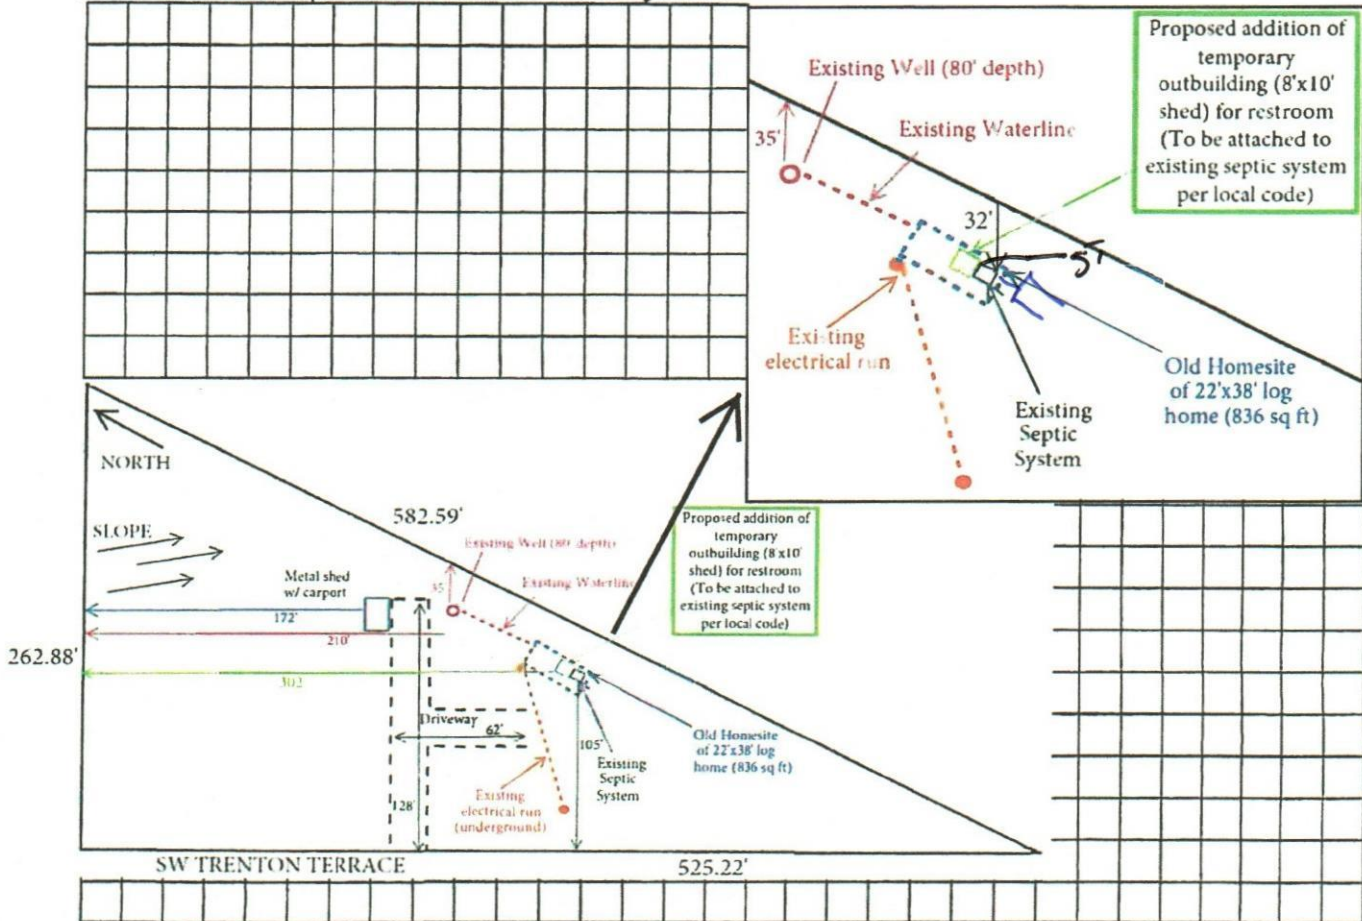 Existing Well (80' depth)
35'
Existing Waterline
32'
5'
Proposed addition of
temporary
outbuilding (8'x10'
shed) for restroom
(To be attached to
existing septic system
per local code)
Existing
electrical run
Existing
Septic
System
Old Homesite
of 22'x38' log
home (836 sq ft)
NORTH
SLOPE
582.59'
Existing Well (80' depth)
35'
Existing Waterline
Proposed addition of
temporary
outbuilding (8'x10'
shed) for restroom
(To be attached to
existing septic system
per local code)
Metal shed
w/ carport
172'
210'
262.88'
302
Driveway
62'
128'
105'
Existing
electrical run
(underground)
Existing
Septic
System
Old Homesite
of 22'x38' log
home (836 sq ft)
SW TRENTON TERRACE
525.22'